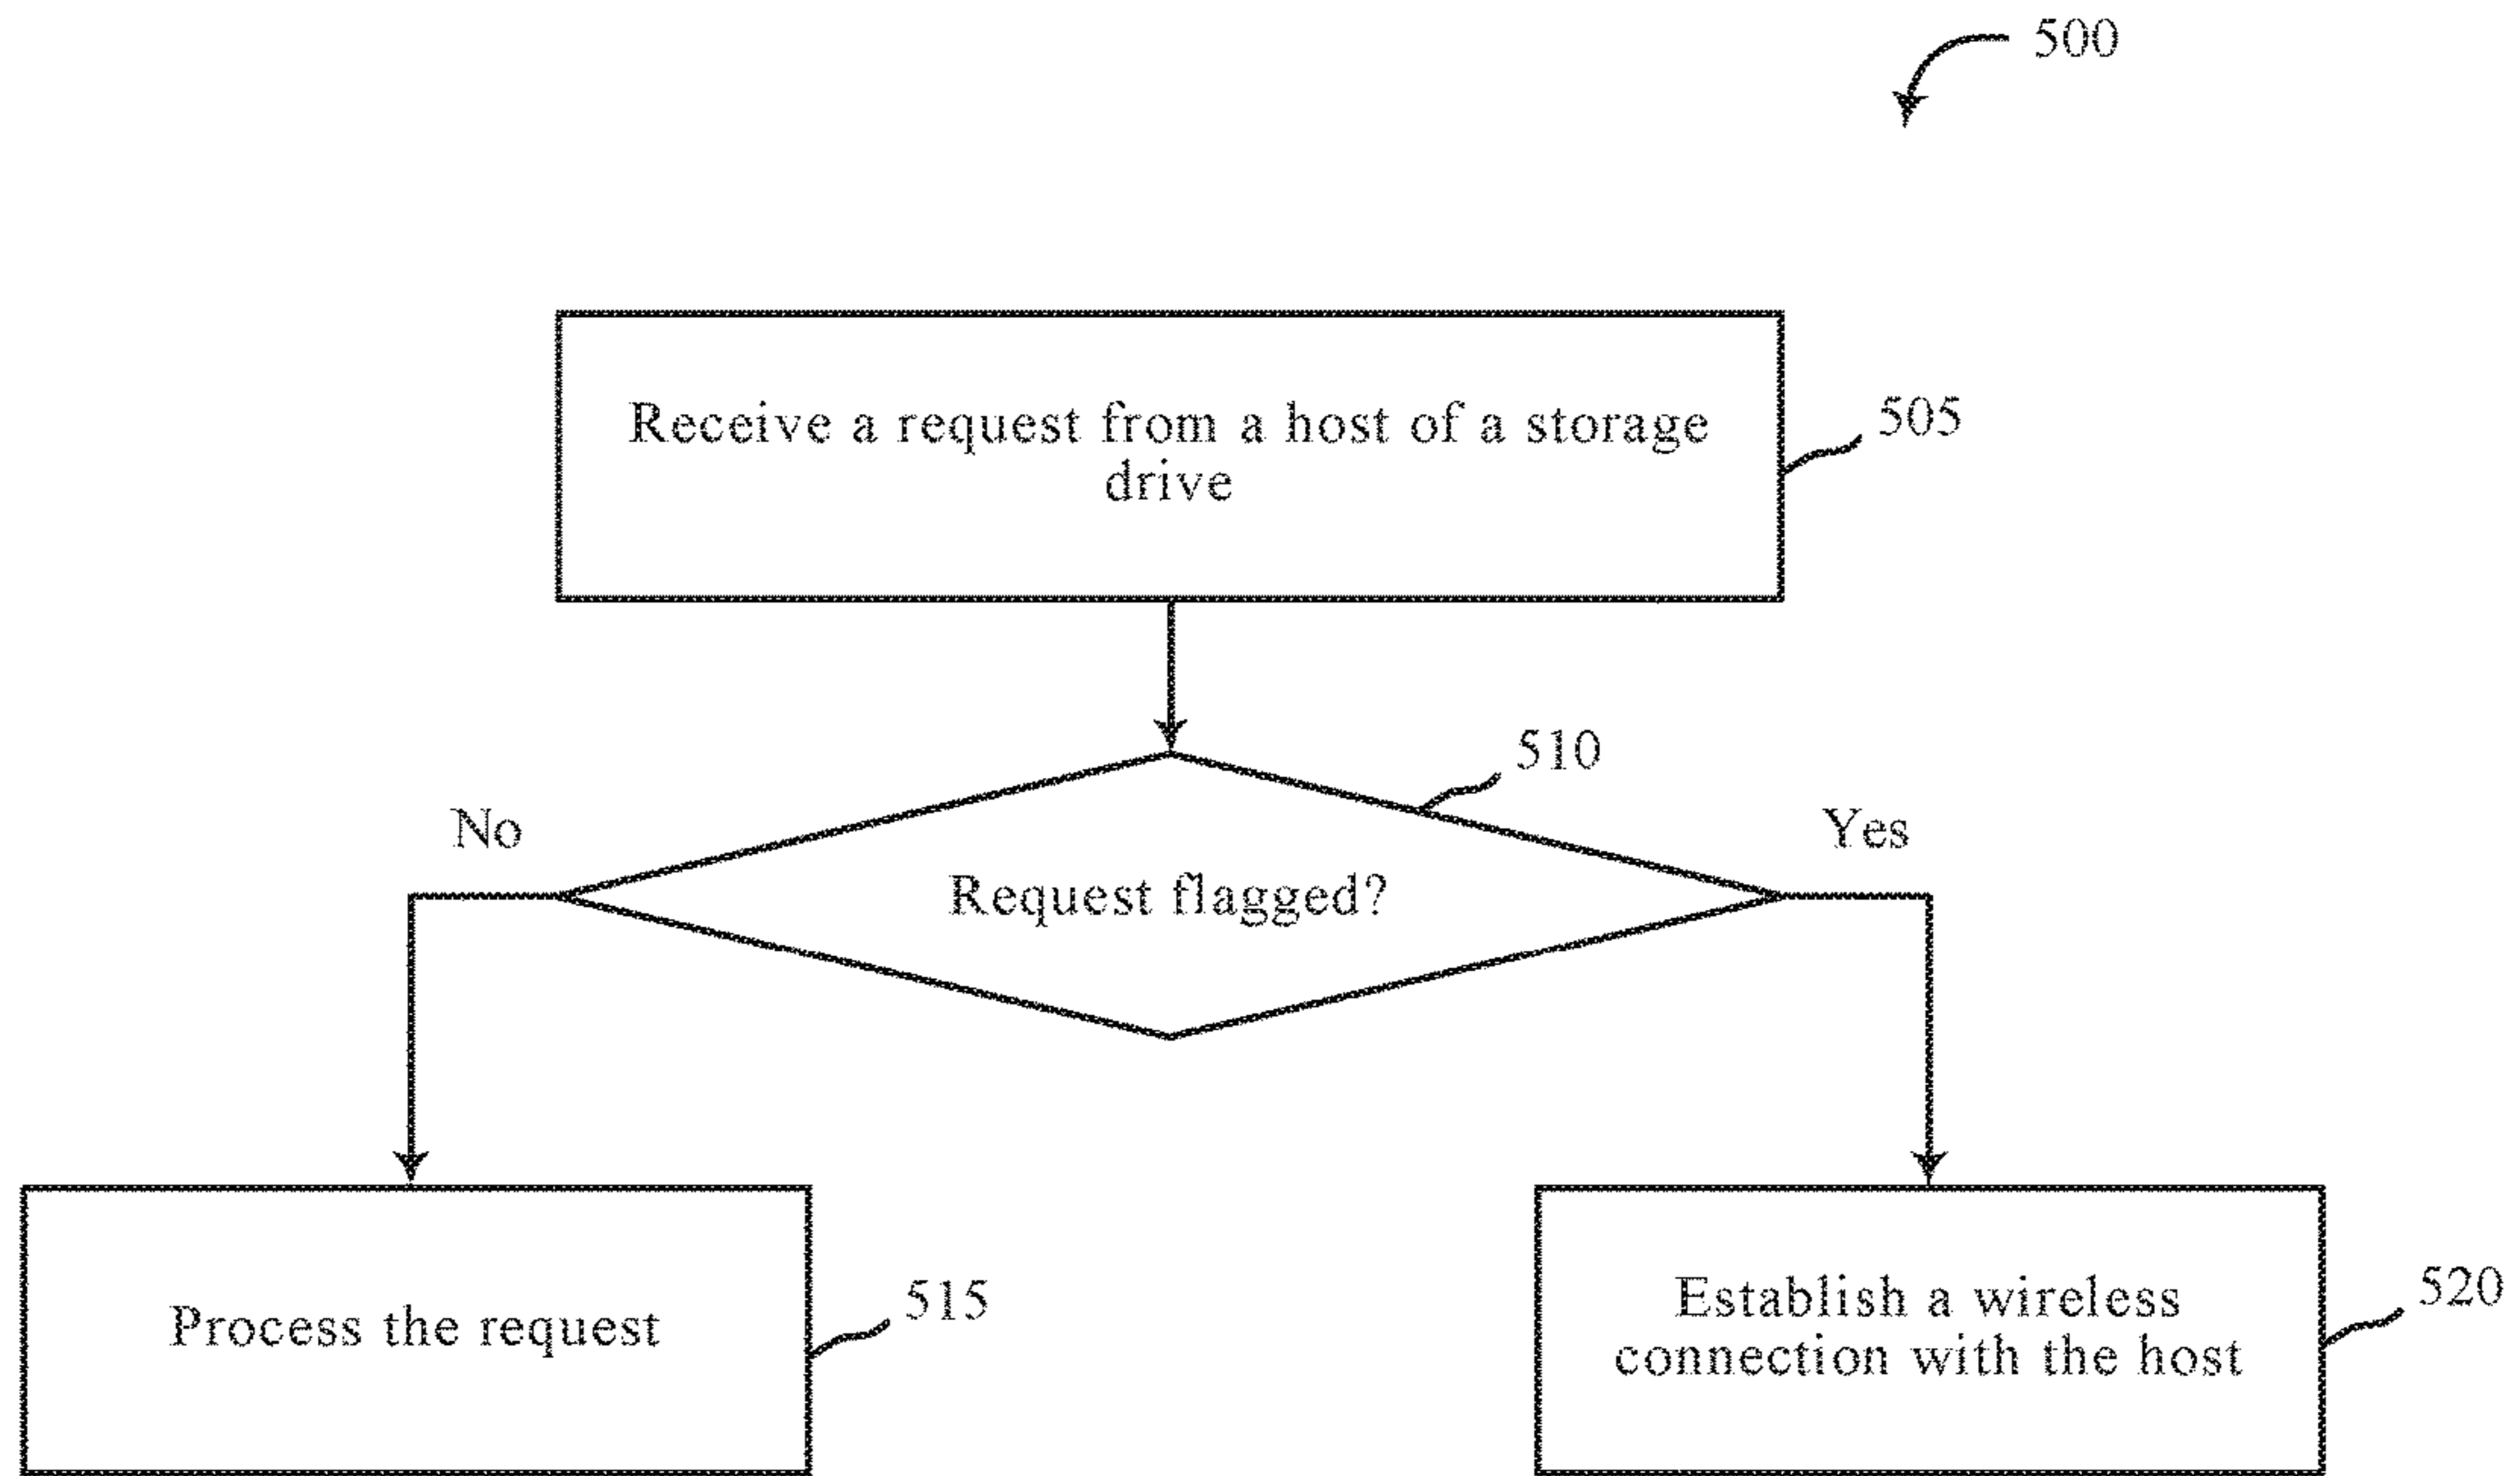 500
Receive a request from a host of a storage
drive
505
510
No
Yes
Request flagged?
Process the request
515
Establish a wireless
connection with the host
520